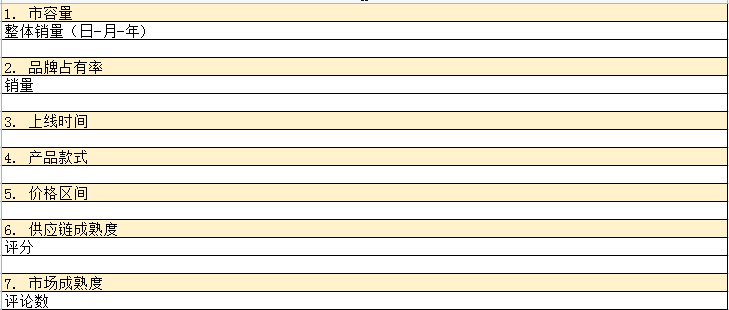 1. 市容量
整体销量（日-月-年）
2. 品牌占有率
销量
3. 上线时间
4. 产品款式
5. 价格区间
6. 供应链成熟度
评分
7. 市场成熟度
评论数